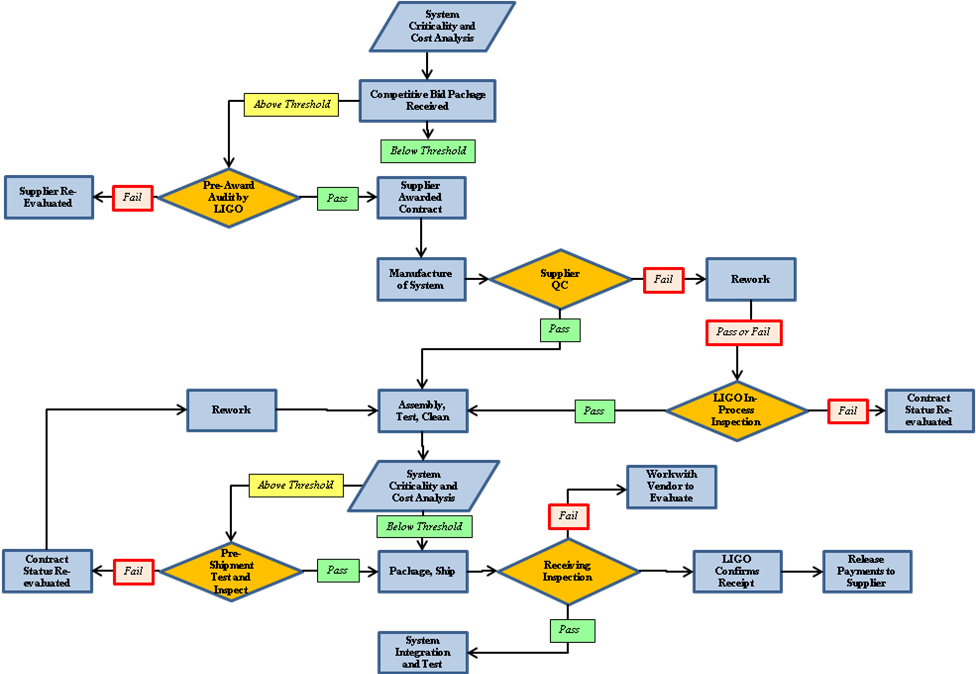 System
Criticality and
Cost Analysis
Competitive Bid Package
Received
Above Threshold
Below Threshold
Supplier Re-
Evaluated
Fail
Pre-Award
Audit by
LIGO
Pass
Supplier
Awarded
Contract
Manufacture
of System
Supplier
QC
Fail
Rework
Pass
Pass or Fail
Rework
Assembly,
Test, Clean
Pass
LIGO In-
Process
Inspection
Fail
Contract
Status Re-
evaluated
System
Criticality and
Cost Analysis
Above Threshold
Below Threshold
Work with
Vendor to
Evaluate
Fail
Contract
Status Re-
evaluated
Fail
Pre-
Shipment
Test and
Inspect
Pass
Package, Ship
Receiving
Inspection
LIGO
Confirms
Receipt
Release
Payments to
Supplier
Pass
System
Integration
and Test